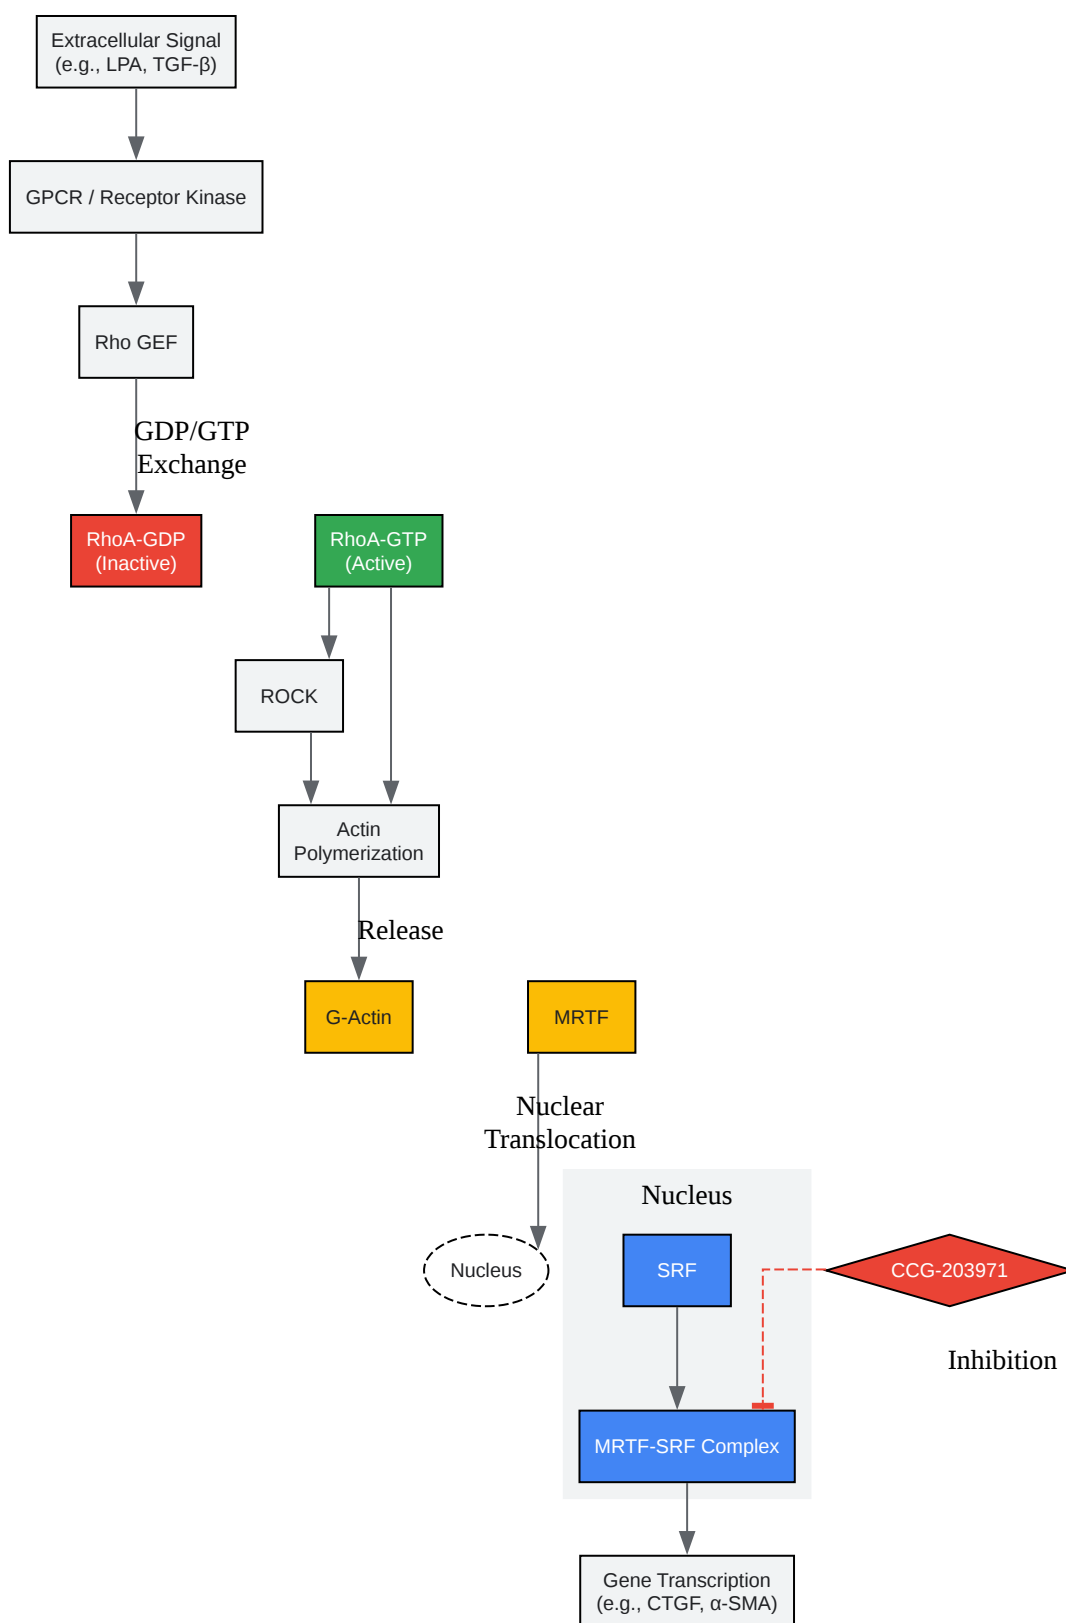 Extracellular Signal
(e.g., LPA, TGF-β)
GPCR / Receptor Kinase
Rho GEF
GDP/GTP
Exchange
RhoA-GDP
(Inactive)
RhoA-GTP
(Active)
ROCK
Actin
Polymerization
Release
G-Actin
MRTF
Nuclear
Translocation
Nucleus
Nucleus
SRF
CCG-203971
Inhibition
MRTF-SRF Complex
Gene Transcription
(e.g., CTGF, α-SMA)